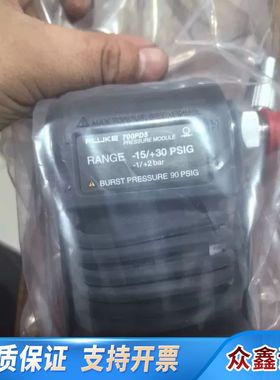 FLUKE 700PD5
PRESSURE MODULE
RANGE -15/+30 PSIG
-1/+2 bar
⚠ BURST PRESSURE 90 PSIG
质保证 支持开票
众鑫